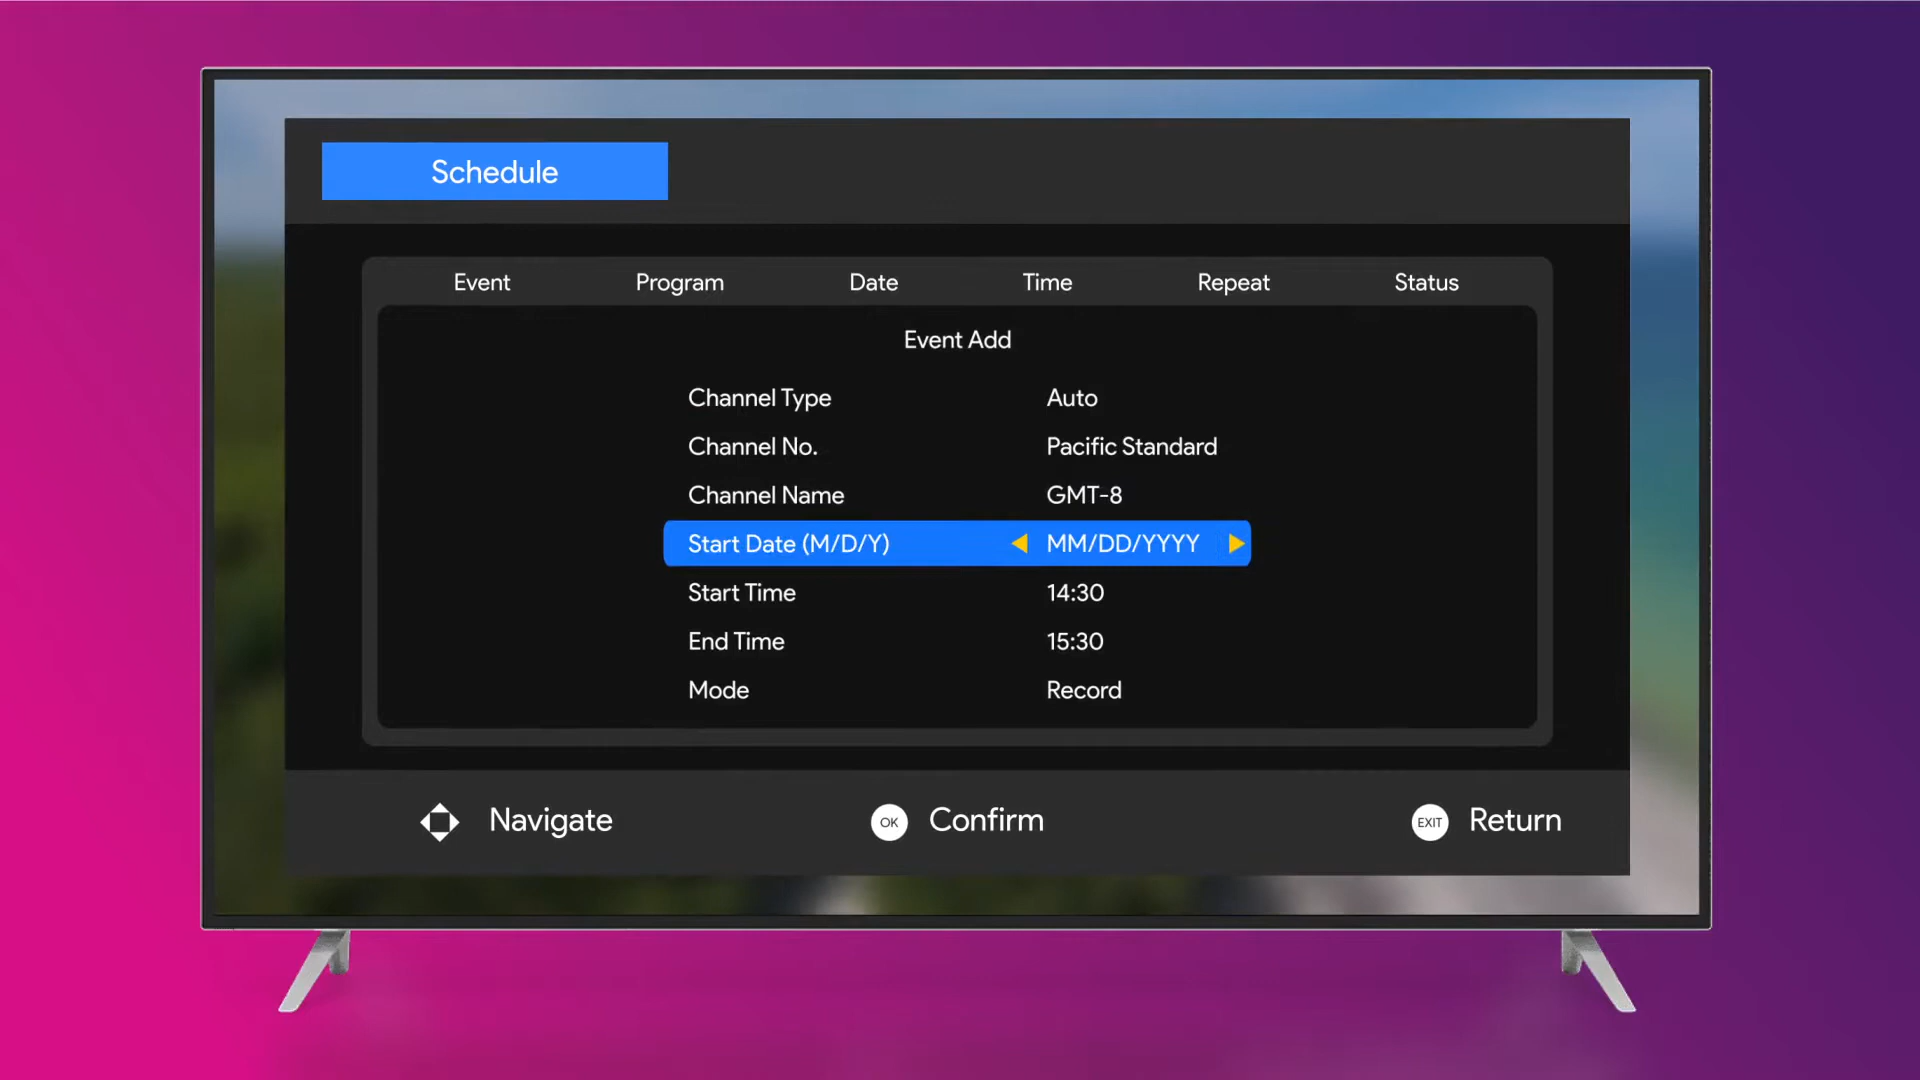 Schedule
Event Program Date Time Repeat Status
Event Add
Channel Type Auto
Channel No. Pacific Standard
Channel Name GMT-8
Start Date (M/D/Y) MM/DD/YYYY
Start Time 14:30
End Time 15:30
Mode Record
Navigate OK Confirm EXIT Return